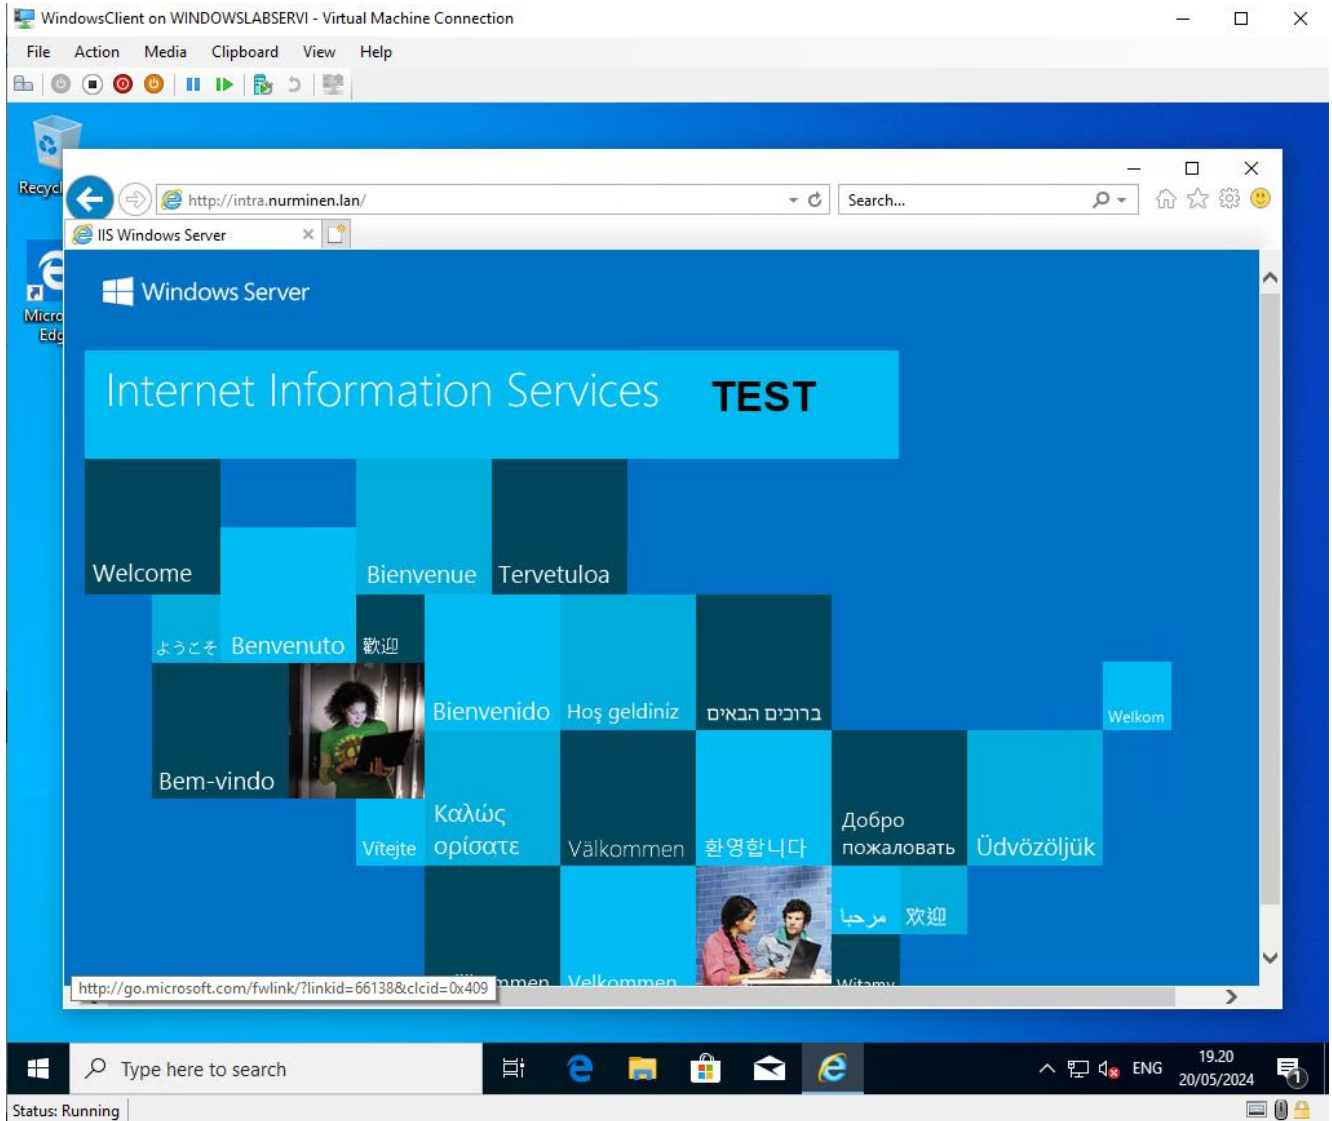 WindowsClient on WINDOWSLABSERVI - Virtual Machine Connection
File Action Media Clipboard View Help
http://intra.nurminen.lan/
Search...
IIS Windows Server
Windows Server
Internet Information Services TEST
Welcome
Bienvenue
Tervetuloa
ようこそ
Benvenuto
歡迎
Bienvenido
Hoş geldiniz
ברוכים הבאים
Welkom
Bem-vindo
Vítejte
Καλώς
ορίσατε
Välkommen
환영합니다
Добро
пожаловать
Üdvözöljük
مرحبا
欢迎
Velkommen
Witamy
http://go.microsoft.com/fwlink/?linkid=66138&clcid=0x409
Type here to search
ENG
19.20
20/05/2024
1
Status: Running